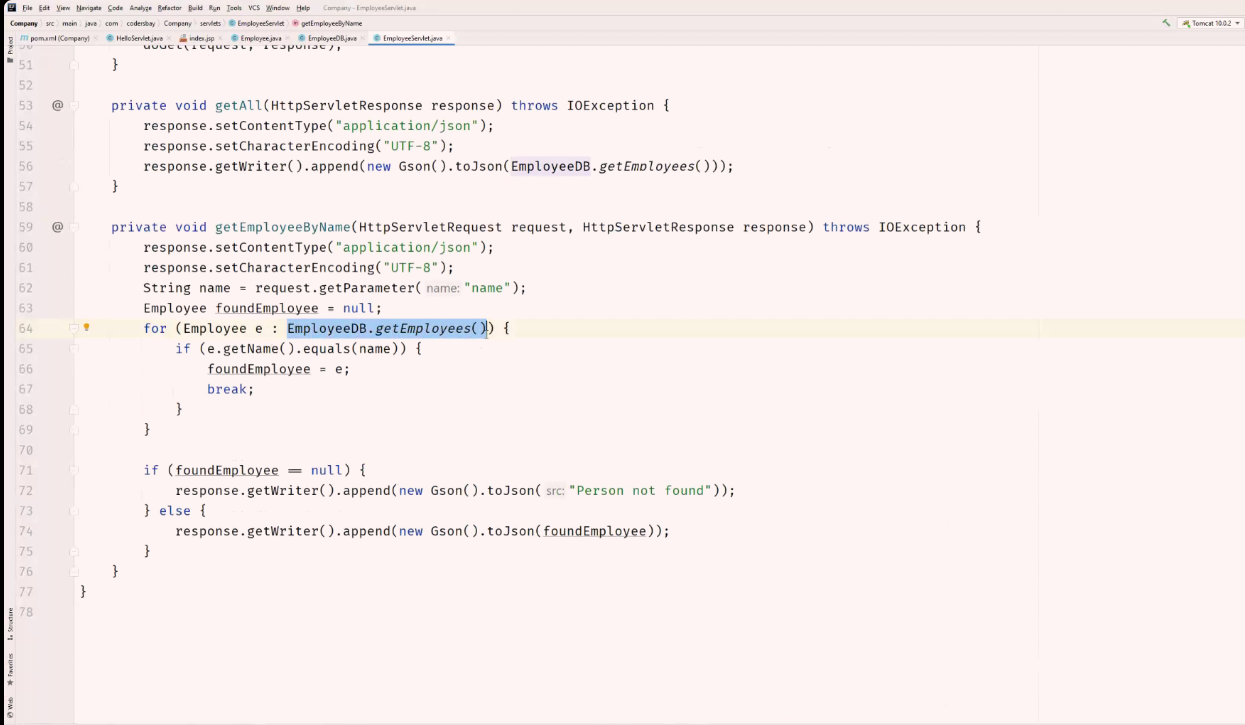 File Edit View Navigate Code Analyze Refactor Build Run Tools VCS Window Help Company - EmployeeServlet.java
Company src main java com codersbay Company servlets EmployeeServlet getEmployeeByName Tomcat 10.0.2
pom.xml (Company) HelloServlet.java index.jsp Employee.java EmployeeDB.java EmployeeServlet.java
Project
50 doGet(request, response);
51 }
52
53 @ private void getAll(HttpServletResponse response) throws IOException {
54 response.setContentType("application/json");
55 response.setCharacterEncoding("UTF-8");
56 response.getWriter().append(new Gson().toJson(EmployeeDB.getEmployees()));
57 }
58
59 @ private void getEmployeeByName(HttpServletRequest request, HttpServletResponse response) throws IOException {
60 response.setContentType("application/json");
61 response.setCharacterEncoding("UTF-8");
62 String name = request.getParameter( name: "name");
63 Employee foundEmployee = null;
64 for (Employee e : EmployeeDB.getEmployees()) {
65 if (e.getName().equals(name)) {
66 foundEmployee = e;
67 break;
68 }
69 }
70
71 if (foundEmployee == null) {
72 response.getWriter().append(new Gson().toJson( src: "Person not found"));
73 } else {
74 response.getWriter().append(new Gson().toJson(foundEmployee));
75 }
76 }
77 }
78
Structure
Favorites
Web